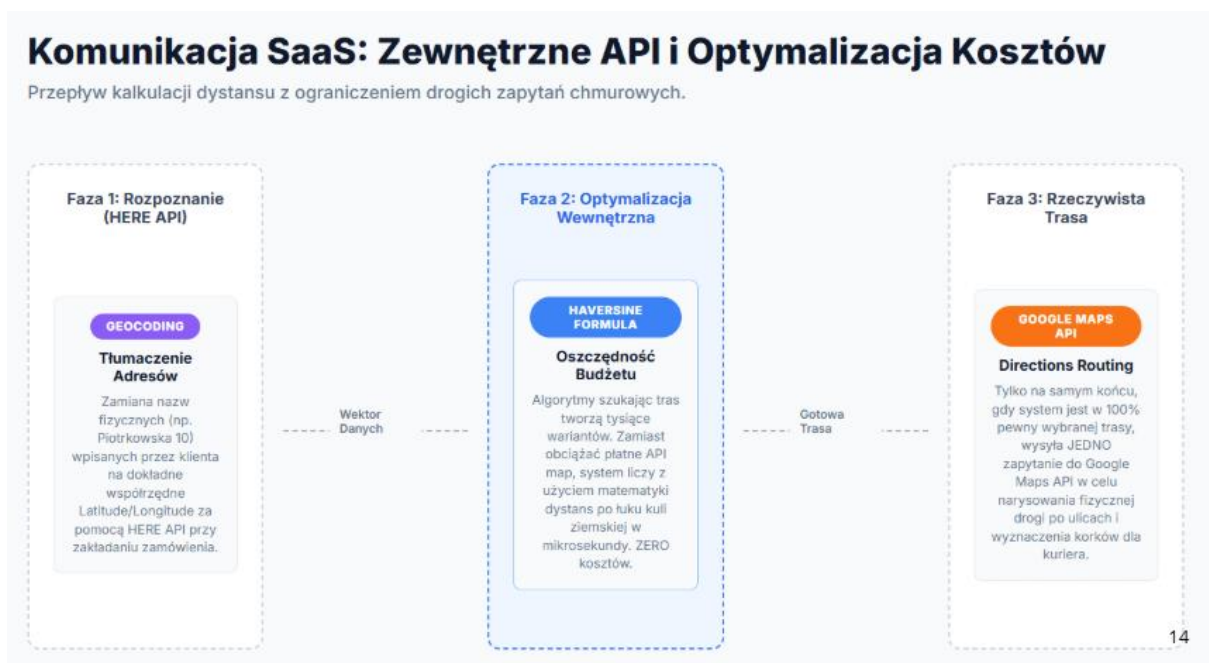 Komunikacja SaaS: Zewnętrzne API i Optymalizacja Kosztów
Przepływ kalkulacji dystansu z ograniczeniem drogich zapytań chmurowych.
Faza 1: Rozpoznanie
(HERE API)
GEOCODING
Tłumaczenie
Adresów
Zamiana nazw
fizycznych (np.
Piotrkowska 10)
wpisanych przez klienta
na dokładne
współrzędne
Latitude/Longitude za
pomocą HERE API przy
zakładaniu zamówienia.
Wektor
Danych
Faza 2: Optymalizacja
Wewnętrzna
HAVERSINE
FORMULA
Oszczędność
Budżetu
Algorytmy szukając tras
tworzą tysiące
wariantów. Zamiast
obciążać płatne API
map, system liczy z
użyciem matematyki
dystans po łuku kuli
ziemskiej w
mikrosekundy. ZERO
kosztów.
Gotowa
Trasa
Faza 3: Rzeczywista
Trasa
GOOGLE MAPS
API
Directions Routing
Tylko na samym końcu,
gdy system jest w 100%
pewny wybranej trasy,
wysyła JEDNO
zapytanie do Google
Maps API w celu
narysowania fizycznej
drogi po ulicach i
wyznaczenia korków dla
kuriera.
14